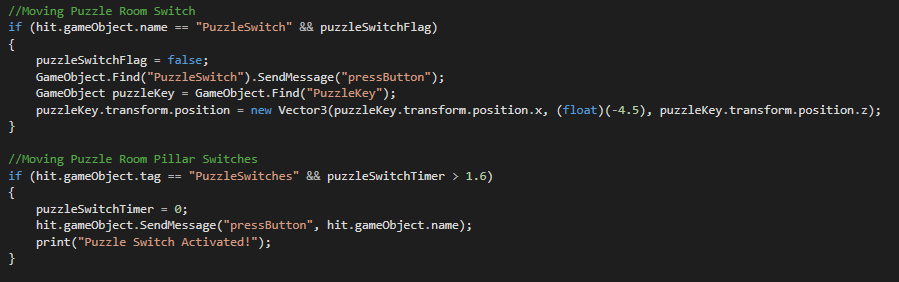 //Moving Puzzle Room Switch
if (hit.gameObject.name == "PuzzleSwitch" && puzzleSwitchFlag)
{
    puzzleSwitchFlag = false;
    GameObject.Find("PuzzleSwitch").SendMessage("pressButton");
    GameObject puzzleKey = GameObject.Find("PuzzleKey");
    puzzleKey.transform.position = new Vector3(puzzleKey.transform.position.x, (float)(-4.5), puzzleKey.transform.position.z);
}

//Moving Puzzle Room Pillar Switches
if (hit.gameObject.tag == "PuzzleSwitches" && puzzleSwitchTimer > 1.6)
{
    puzzleSwitchTimer = 0;
    hit.gameObject.SendMessage("pressButton", hit.gameObject.name);
    print("Puzzle Switch Activated!");
}